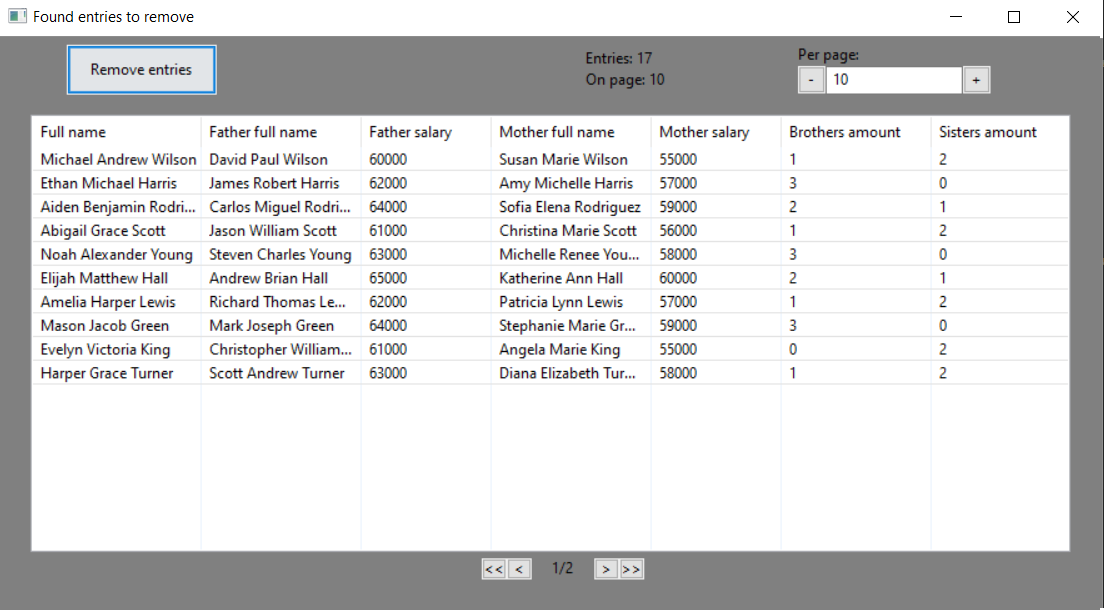 Found entries to remove
Remove entries
Entries: 17
On page: 10
Per page:
- 10 +
Full name Father full name Father salary Mother full name Mother salary Brothers amount Sisters amount
Michael Andrew Wilson David Paul Wilson 60000 Susan Marie Wilson 55000 1 2
Ethan Michael Harris James Robert Harris 62000 Amy Michelle Harris 57000 3 0
Aiden Benjamin Rodri... Carlos Miguel Rodri... 64000 Sofia Elena Rodriguez 59000 2 1
Abigail Grace Scott Jason William Scott 61000 Christina Marie Scott 56000 1 2
Noah Alexander Young Steven Charles Young 63000 Michelle Renee You... 58000 3 0
Elijah Matthew Hall Andrew Brian Hall 65000 Katherine Ann Hall 60000 2 1
Amelia Harper Lewis Richard Thomas Le... 62000 Patricia Lynn Lewis 57000 1 2
Mason Jacob Green Mark Joseph Green 64000 Stephanie Marie Gr... 59000 3 0
Evelyn Victoria King Christopher William... 61000 Angela Marie King 55000 0 2
Harper Grace Turner Scott Andrew Turner 63000 Diana Elizabeth Tur... 58000 1 2
<< < 1/2 > >>